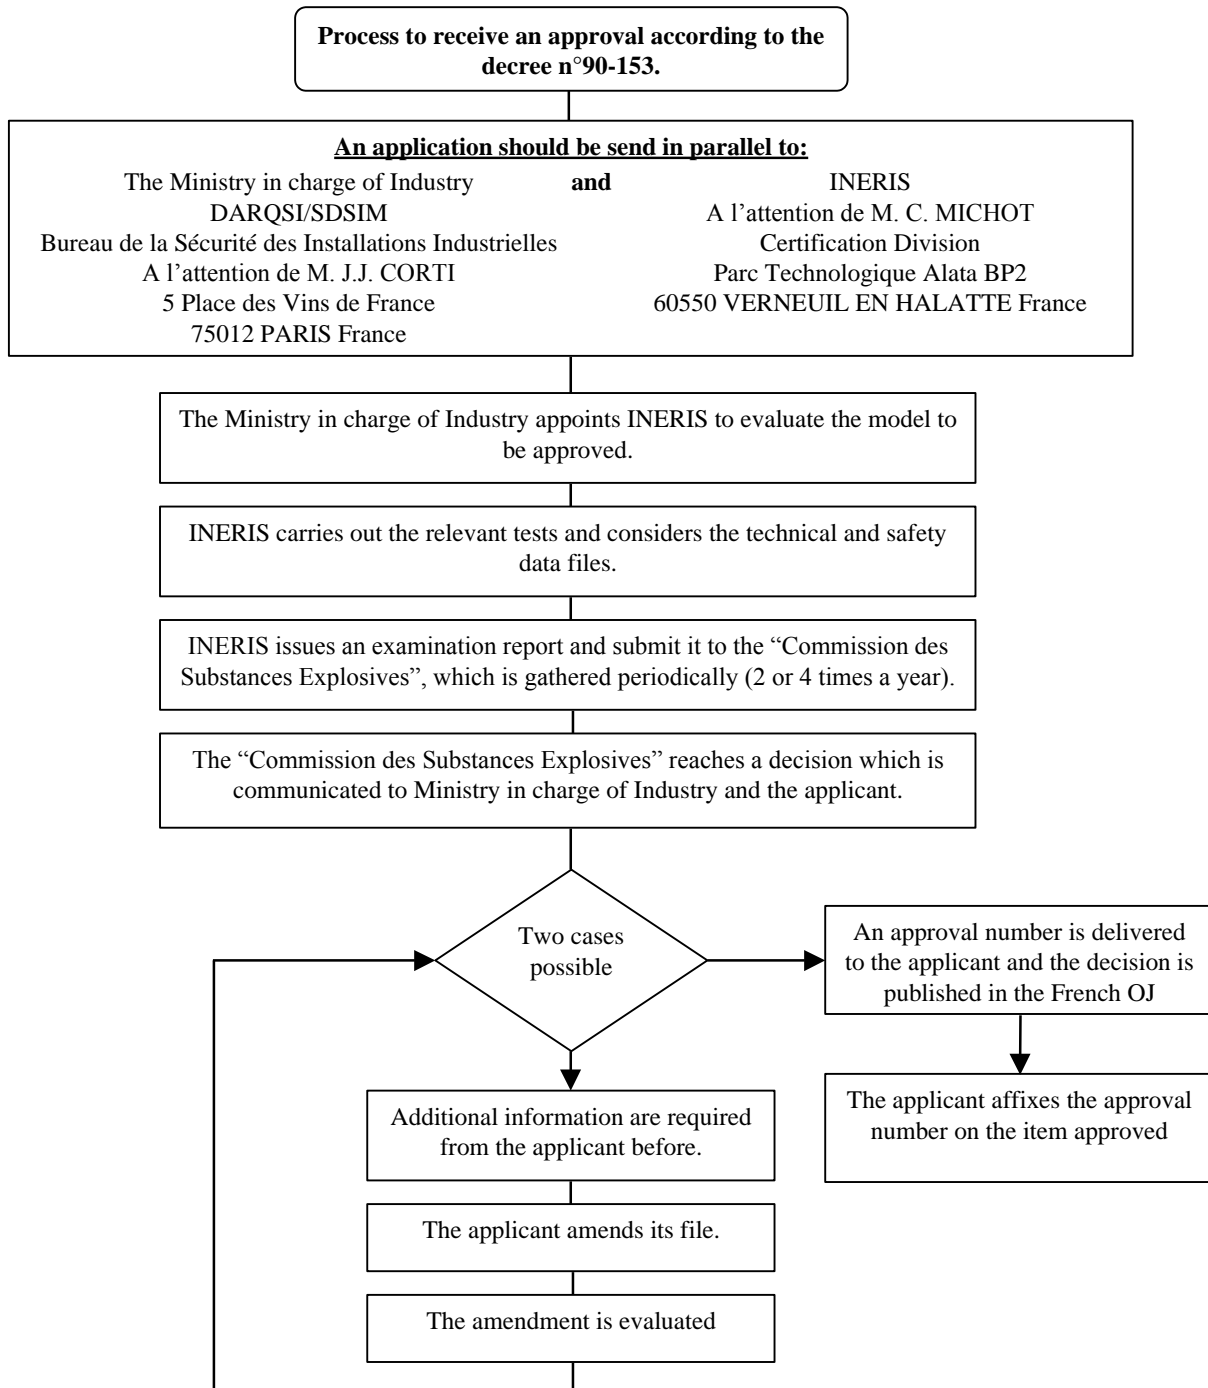 Process to receive an approval according to the
decree n°90-153.
An application should be send in parallel to:
The Ministry in charge of Industry
DARQSI/SDSIM
Bureau de la Sécurité des Installations Industrielles
A l’attention de M. J.J. CORTI
5 Place des Vins de France
75012 PARIS France
and
INERIS
A l’attention de M. C. MICHOT
Certification Division
Parc Technologique Alata BP2
60550 VERNEUIL EN HALATTE France
The Ministry in charge of Industry appoints INERIS to evaluate the model to
be approved.
INERIS carries out the relevant tests and considers the technical and safety
data files.
INERIS issues an examination report and submit it to the “Commission des
Substances Explosives”, which is gathered periodically (2 or 4 times a year).
The “Commission des Substances Explosives” reaches a decision which is
communicated to Ministry in charge of Industry and the applicant.
Two cases
possible
An approval number is delivered
to the applicant and the decision is
published in the French OJ
The applicant affixes the approval
number on the item approved
Additional information are required
from the applicant before.
The applicant amends its file.
The amendment is evaluated